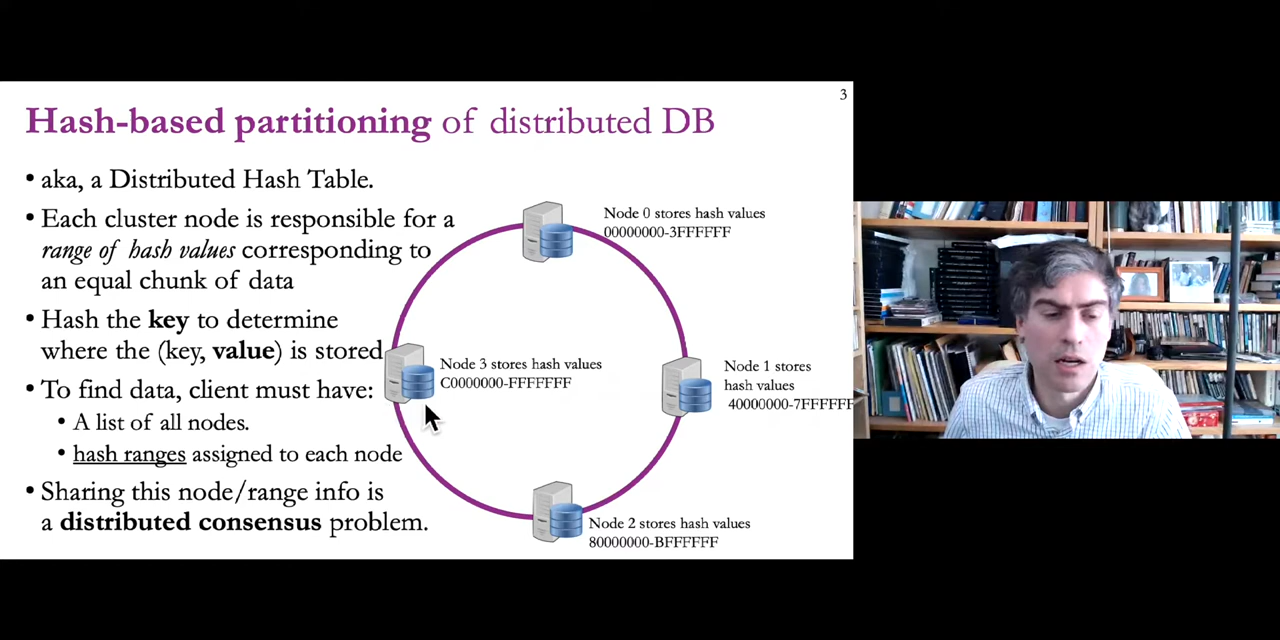 3
Hash-based partitioning of distributed DB
• aka, a Distributed Hash Table.
• Each cluster node is responsible for a
range of hash values corresponding to
an equal chunk of data
• Hash the key to determine
where the (key, value) is stored
• To find data, client must have:
• A list of all nodes.
• hash ranges assigned to each node
• Sharing this node/range info is
a distributed consensus problem.
Node 0 stores hash values
00000000-3FFFFFF
Node 3 stores hash values
C0000000-FFFFFFF
Node 1 stores
hash values
40000000-7FFFFFF
Node 2 stores hash values
80000000-BFFFFFF